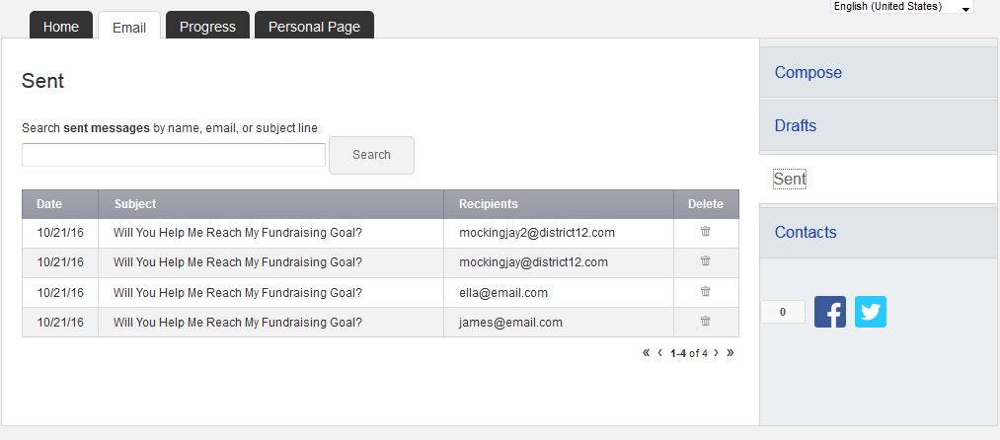 English (United States)
Home Email Progress Personal Page
Sent
Search sent messages by name, email, or subject line
Search
Date Subject Recipients Delete
10/21/16 Will You Help Me Reach My Fundraising Goal? mockingjay2@district12.com
10/21/16 Will You Help Me Reach My Fundraising Goal? mockingjay@district12.com
10/21/16 Will You Help Me Reach My Fundraising Goal? ella@email.com
10/21/16 Will You Help Me Reach My Fundraising Goal? james@email.com
« ‹ 1-4 of 4 › »
Compose
Drafts
Sent
Contacts
0